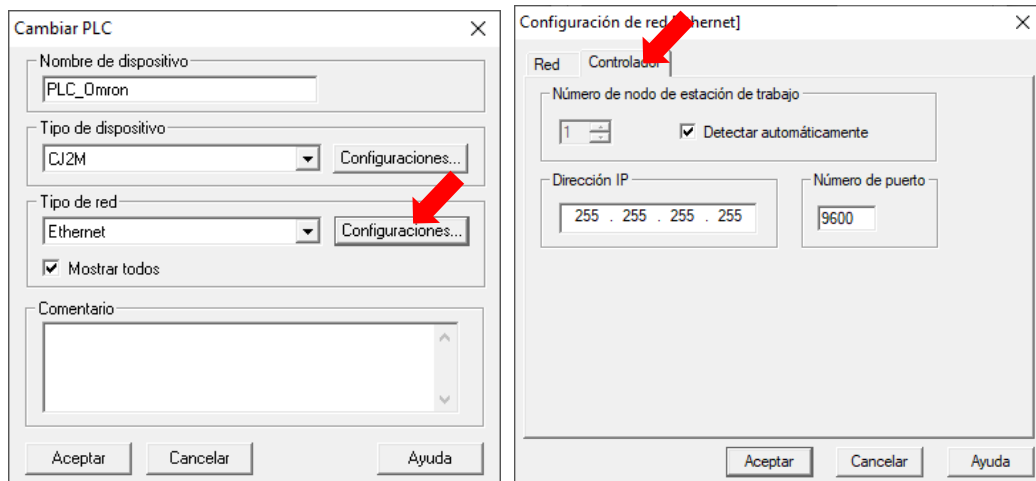 Cambiar PLC
Nombre de dispositivo
PLC_Omron
Tipo de dispositivo
CJ2M
Configuraciones...
Tipo de red
Ethernet
Configuraciones...
Mostrar todos
Comentario
Aceptar Cancelar Ayuda
Configuración de red hernet]
Red Controlador
Número de nodo de estación de trabajo
1
Detectar automáticamente
Dirección IP
255 . 255 . 255 . 255
Número de puerto
9600
Aceptar Cancelar Ayuda